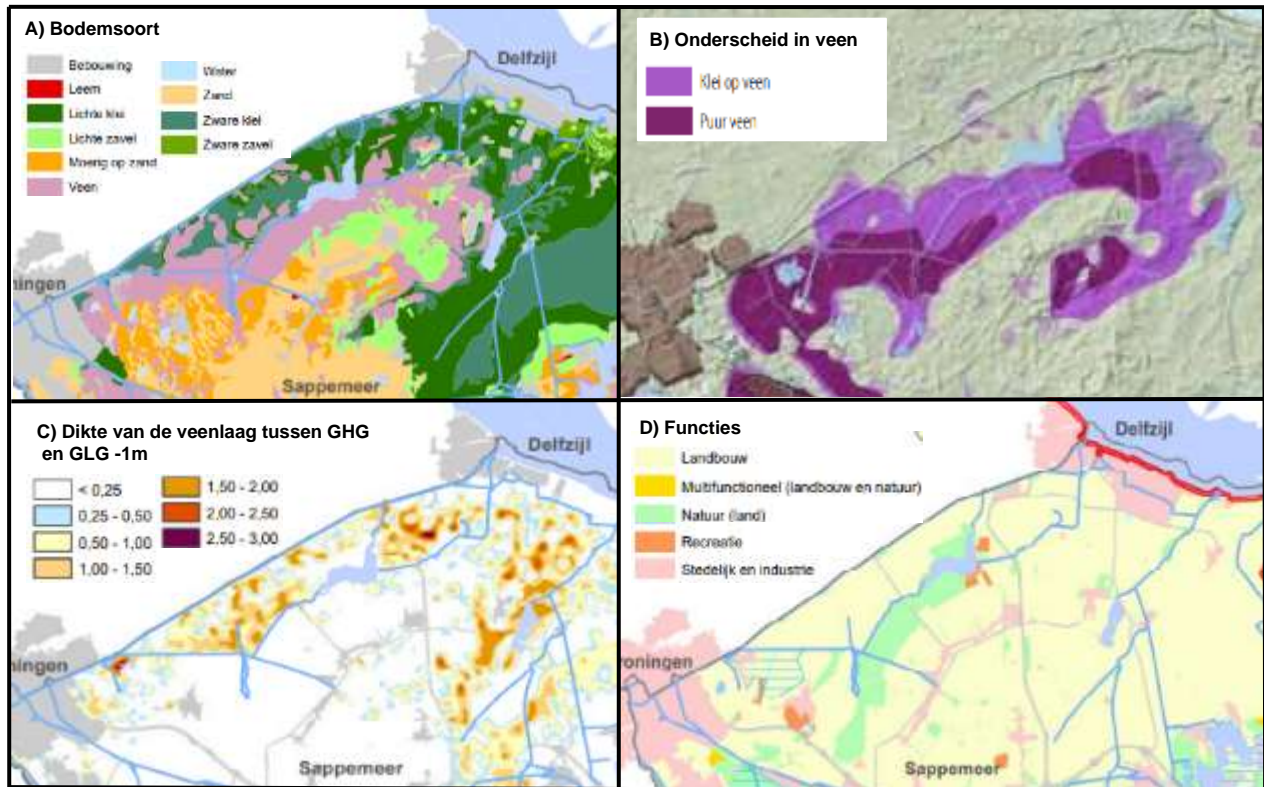 A) Bodemsoort
Bebouwing
Leem
Lichte klei
Lichte zavel
Moerig op zand
Veen
Water
Zand
Zware klei
Zware zavel
Delfzijl
ningen
Sappemeer
B) Onderscheid in veen
Klei op veen
Puur veen
C) Dikte van de veenlaag tussen GHG
en GLG -1m
< 0,25
0,25 - 0,50
0,50 - 1,00
1,00 - 1,50
1,50 - 2,00
2,00 - 2,50
2,50 - 3,00
Delfzijl
ningen
Sappemeer
D) Functies
Landbouw
Multifunctioneel (landbouw en natuur)
Natuur (land)
Recreatie
Stedelijk en industrie
Delfzijl
roningen
Sappemeer